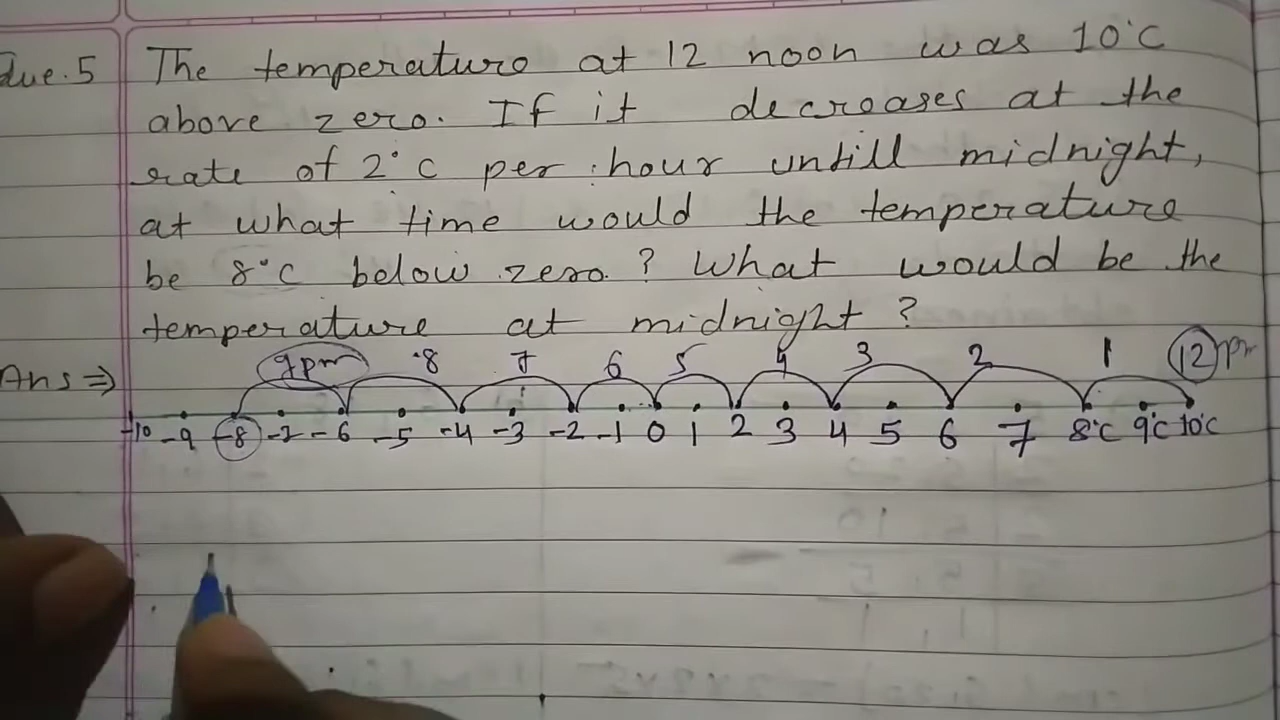 Que.5 The temperature at 12 noon was 10°C
above zero. If it decreases at the
rate of 2°C per hour untill midnight,
at what time would the temperature
be 8°C below zero? What would be the
temperature at midnight?
Ans ⇒ 9pm 8 7 6 5 4 3 2 1 12pm
-10 -9 -8 -7 -6 -5 -4 -3 -2 -1 0 1 2 3 4 5 6 7 8°C 9°C 10°C